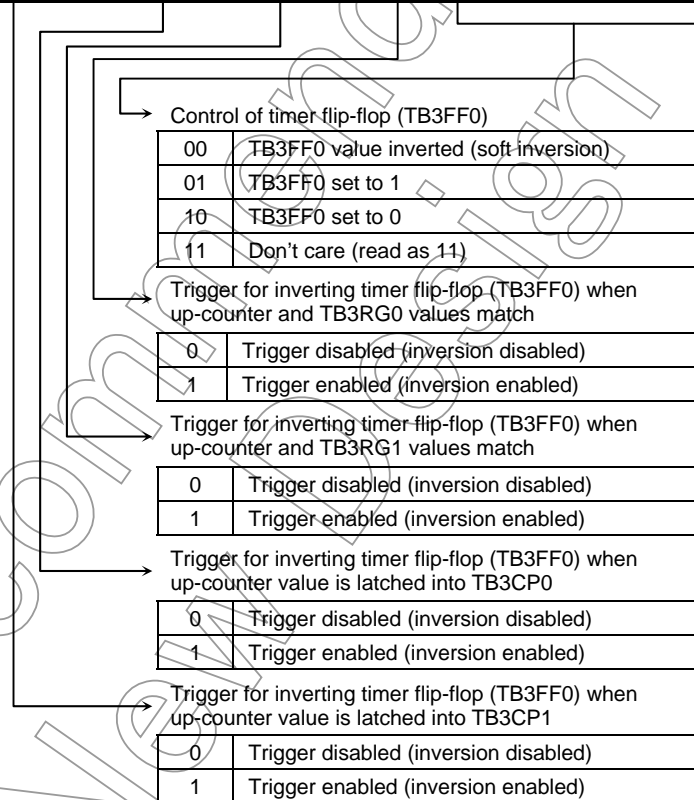 Control of timer flip-flop (TB3FF0)
00 TB3FF0 value inverted (soft inversion)
01 TB3FF0 set to 1
10 TB3FF0 set to 0
11 Don't care (read as 11)
Trigger for inverting timer flip-flop (TB3FF0) when
up-counter and TB3RG0 values match
0 Trigger disabled (inversion disabled)
1 Trigger enabled (inversion enabled)
Trigger for inverting timer flip-flop (TB3FF0) when
up-counter and TB3RG1 values match
0 Trigger disabled (inversion disabled)
1 Trigger enabled (inversion enabled)
Trigger for inverting timer flip-flop (TB3FF0) when
up-counter value is latched into TB3CP0
0 Trigger disabled (inversion disabled)
1 Trigger enabled (inversion enabled)
Trigger for inverting timer flip-flop (TB3FF0) when
up-counter value is latched into TB3CP1
0 Trigger disabled (inversion disabled)
1 Trigger enabled (inversion enabled)
New Design